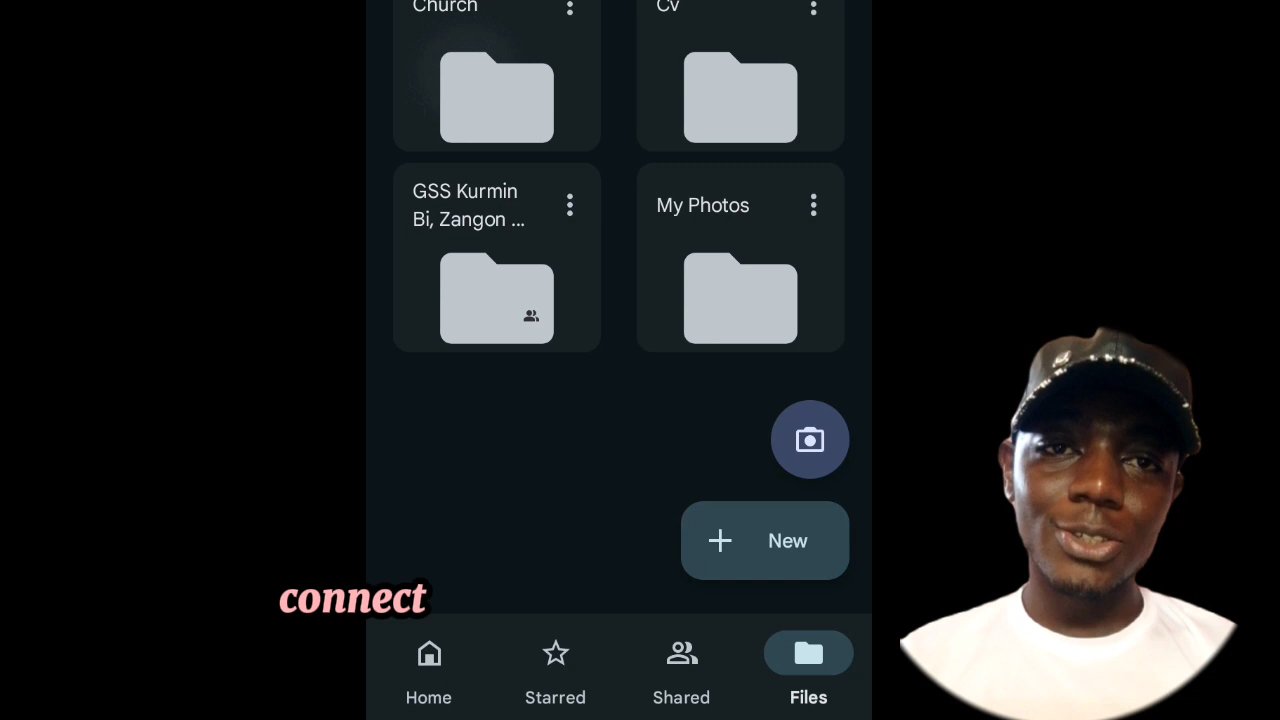 Church
Cv
GSS Kurmin
Bi, Zangon ...
My Photos
New
connect
Home
Starred
Shared
Files